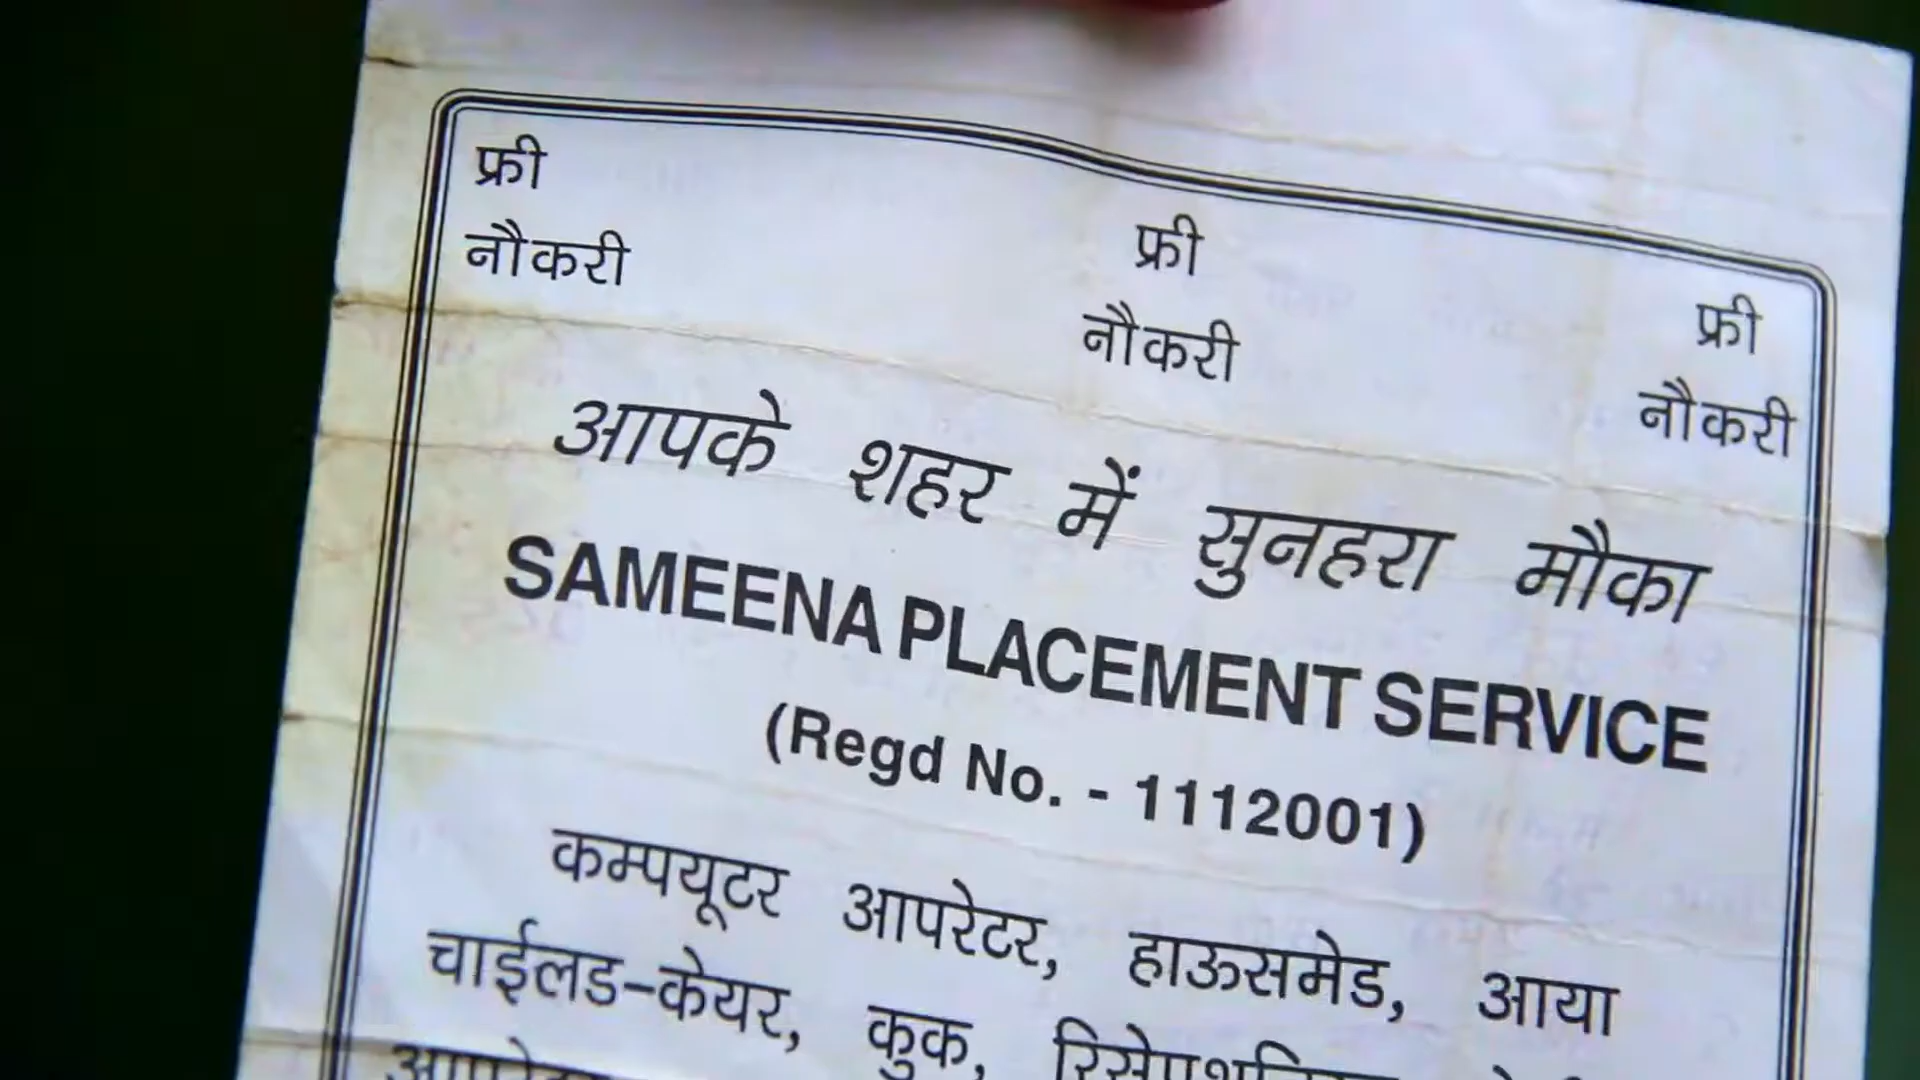 फ्री फ्री फ्री
नौकरी नौकरी नौकरी
आपके शहर में सुनहरा मौका
SAMEENA PLACEMENT SERVICE
(Regd No. - 1112001)
कम्पयूटर आपरेटर, हाऊसमेड, आया
चाईलड-केयर, कुक,